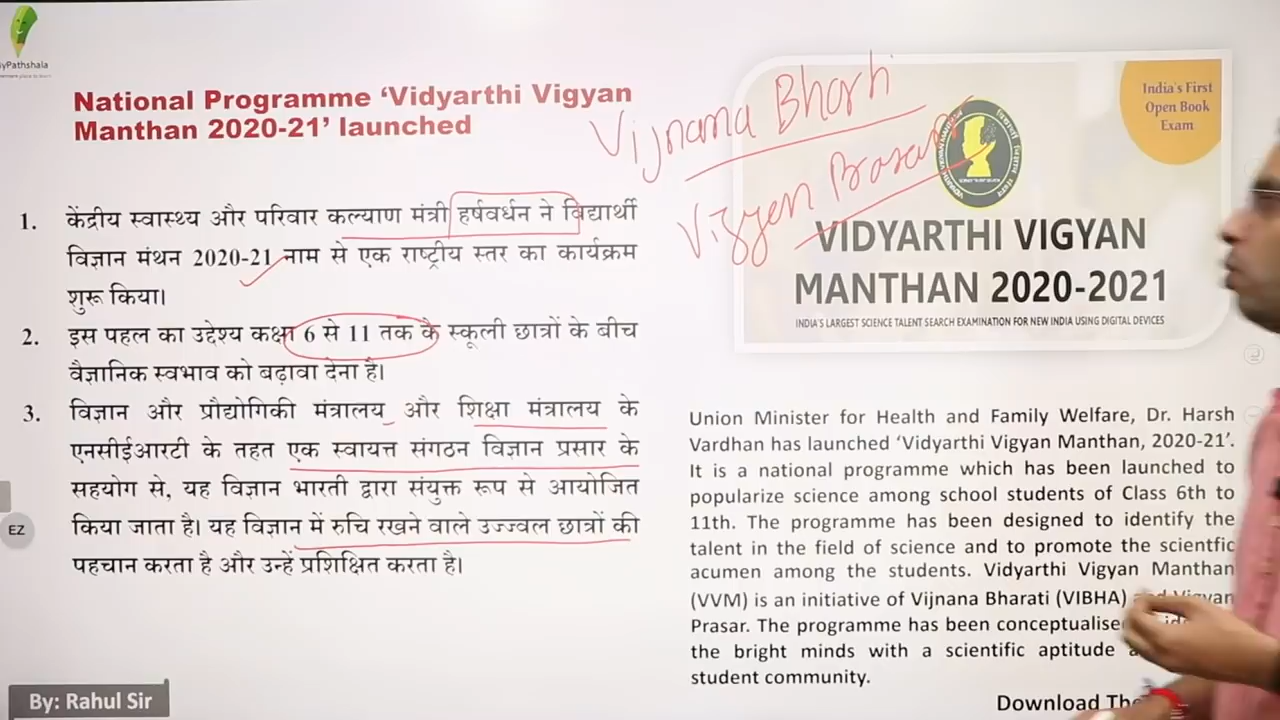 yPathshala
National Programme ‘Vidyarthi Vigyan
Manthan 2020-21’ launched
1. केंद्रीय स्वास्थ्य और परिवार कल्याण मंत्री हर्षवर्धन ने विद्यार्थी
विज्ञान मंथन 2020-21 नाम से एक राष्ट्रीय स्तर का कार्यक्रम
शुरू किया।
2. इस पहल का उद्देश्य कक्षा 6 से 11 तक के स्कूली छात्रों के बीच
वैज्ञानिक स्वभाव को बढ़ावा देना है।
3. विज्ञान और प्रौद्योगिकी मंत्रालय और शिक्षा मंत्रालय के
एनसीईआरटी के तहत एक स्वायत्त संगठन विज्ञान प्रसार के
सहयोग से, यह विज्ञान भारती द्वारा संयुक्त रूप से आयोजित
किया जाता है। यह विज्ञान में रुचि रखने वाले उज्ज्वल छात्रों की
पहचान करता है और उन्हें प्रशिक्षित करता है।
EZ
By: Rahul Sir
Vijnama Bharti
Vigyen Prasar
India's First
Open Book
Exam
VIDYARTHI VIGYAN
MANTHAN 2020-2021
INDIA'S LARGEST SCIENCE TALENT SEARCH EXAMINATION FOR NEW INDIA USING DIGITAL DEVICES
Union Minister for Health and Family Welfare, Dr. Harsh
Vardhan has launched ‘Vidyarthi Vigyan Manthan, 2020-21’.
It is a national programme which has been launched to
popularize science among school students of Class 6th to
11th. The programme has been designed to identify the
talent in the field of science and to promote the scientfic
acumen among the students. Vidyarthi Vigyan Manthan
(VVM) is an initiative of Vijnana Bharati (VIBHA) and Vigyan
Prasar. The programme has been conceptualise
the bright minds with a scientific aptitude
student community.
Download The